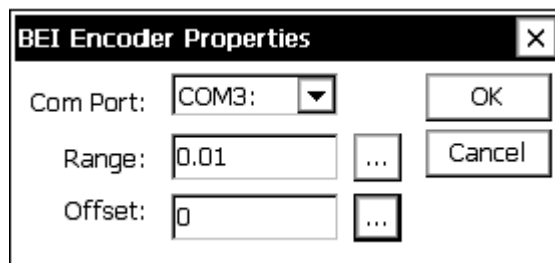 BEI Encoder Properties
Com Port: COM3: OK
Range: 0.01 ... Cancel
Offset: 0 ...